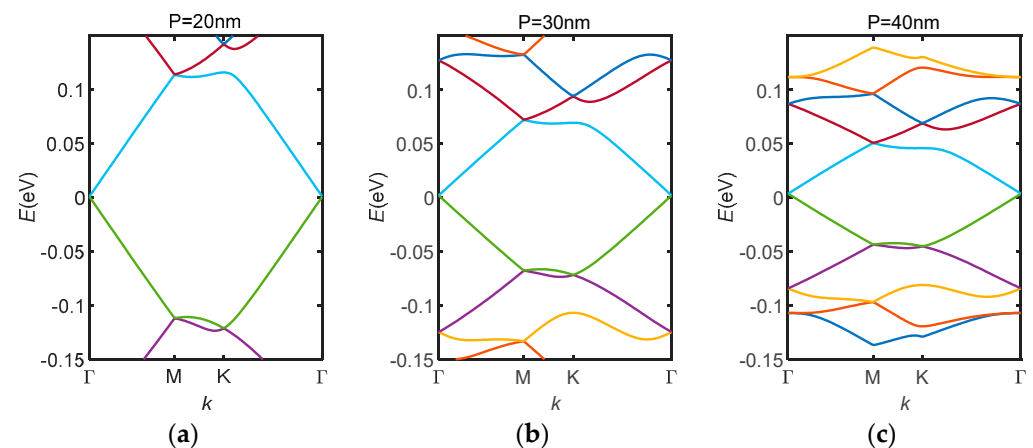 P=20nm
P=30nm
P=40nm
E(eV)
0.1
0.05
0
-0.05
-0.1
-0.15
Γ
M
K
Γ
k
(a)
E(eV)
0.1
0.05
0
-0.05
-0.1
-0.15
Γ
M
K
Γ
k
(b)
E(eV)
0.1
0.05
0
-0.05
-0.1
-0.15
Γ
M
K
Γ
k
(c)